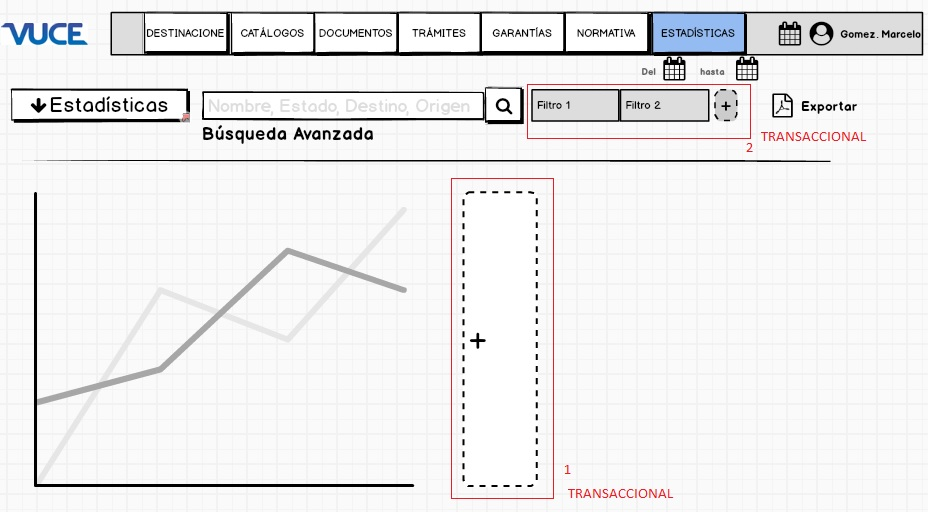 VUCE
DESTINACIONE CATÁLOGOS DOCUMENTOS TRÁMITES GARANTÍAS NORMATIVA ESTADÍSTICAS Gomez. Marcelo
Del hasta
Estadísticas Nombre, Estado, Destino, Origen Filtro 1 Filtro 2 + Exportar
Búsqueda Avanzada
TRANSACCIONAL
2
+
1
TRANSACCIONAL